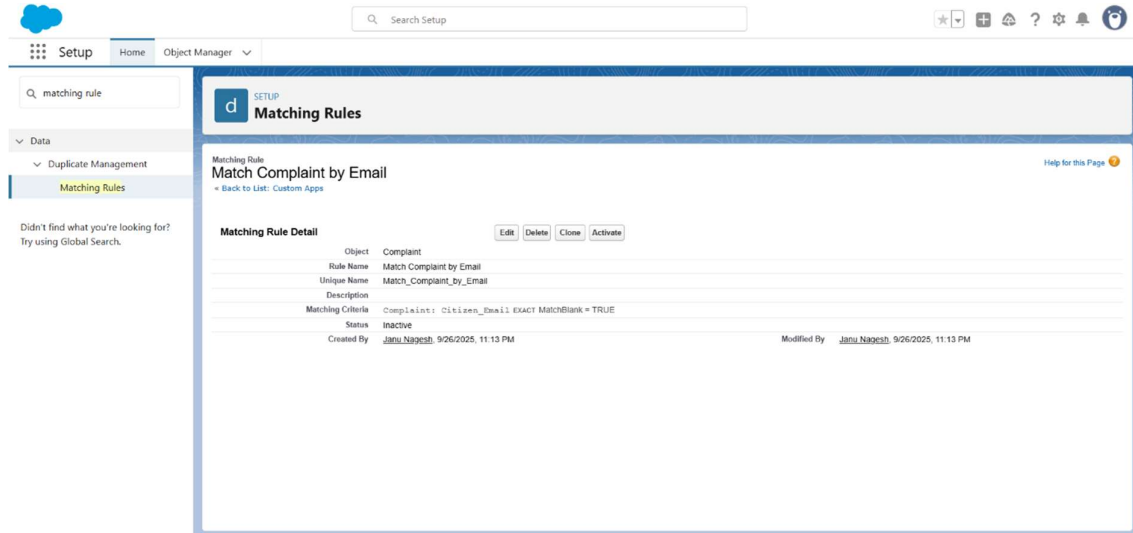 Search Setup
Setup Home Object Manager
matching rule
Data
Duplicate Management
Matching Rules
Didn't find what you're looking for?
Try using Global Search.
d
SETUP
Matching Rules
Matching Rule
Match Complaint by Email
« Back to List: Custom Apps
Help for this Page ?
Matching Rule Detail Edit Delete Clone Activate
Object Complaint
Rule Name Match Complaint by Email
Unique Name Match_Complaint_by_Email
Description
Matching Criteria Complaint: Citizen_Email EXACT MatchBlank = TRUE
Status Inactive
Created By Janu Nagesh, 9/26/2025, 11:13 PM Modified By Janu Nagesh, 9/26/2025, 11:13 PM